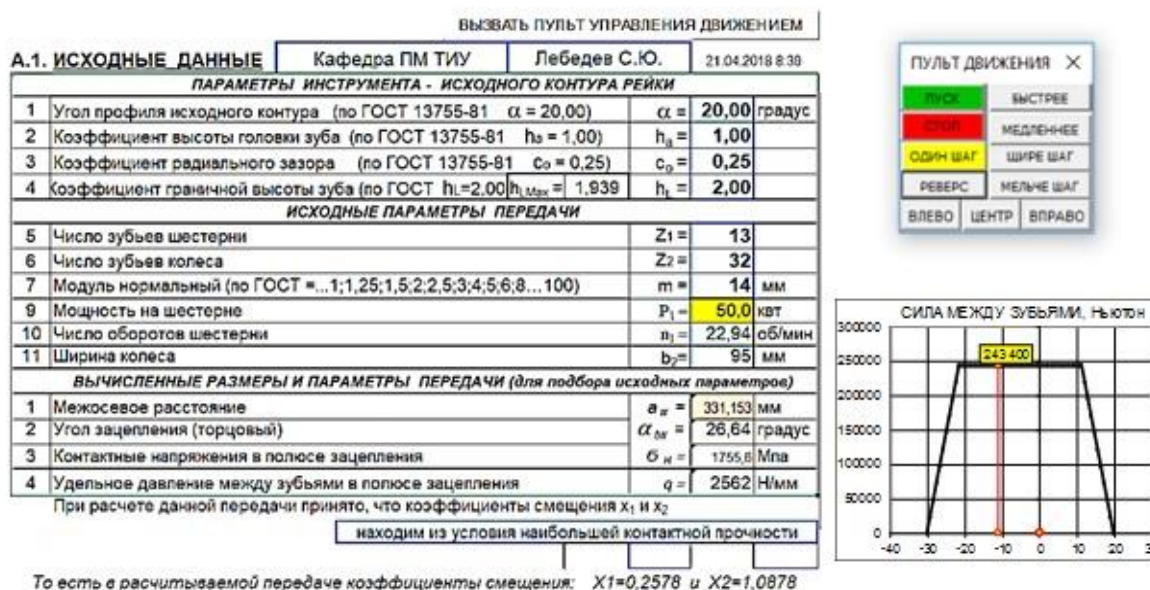 ВЫЗВАТЬ ПУЛЬТ УПРАВЛЕНИЯ ДВИЖЕНИЕМ
А.1. ИСХОДНЫЕ ДАННЫЕ Кафедра ПМ ТИУ Лебедев С.Ю. 21.04.2018 8:39
ПАРАМЕТРЫ ИНСТРУМЕНТА - ИСХОДНОГО КОНТУРА РЕЙКИ
1 Угол профиля исходного контура (по ГОСТ 13755-81 α = 20,00) α = 20,00 градус
2 Коэффициент высоты головки зуба (по ГОСТ 13755-81 ha = 1,00) ha = 1,00
3 Коэффициент радиального зазора (по ГОСТ 13755-81 co = 0,25) co = 0,25
4 Коэффициент граничной высоты зуба (по ГОСТ hL=2,00 hLMax = 1,939 hL = 2,00
ИСХОДНЫЕ ПАРАМЕТРЫ ПЕРЕДАЧИ
5 Число зубьев шестерни Z1 = 13
6 Число зубьев колеса Z2 = 32
7 Модуль нормальный (по ГОСТ =...1;1,25;1,5;2;2,5;3;4;5;6;8...100) m = 14 мм
9 Мощность на шестерне P1 = 50,0 квт
10 Число оборотов шестерни n1 = 22,94 об/мин
11 Ширина колеса b2= 95 мм
ВЫЧИСЛЕННЫЕ РАЗМЕРЫ И ПАРАМЕТРЫ ПЕРЕДАЧИ (для подбора исходных параметров)
1 Межосевое расстояние aw = 331,153 мм
2 Угол зацепления (торцовый) αtw = 26,64 градус
3 Контактные напряжения в полюсе зацепления σH = 1755,6 Мпа
4 Удельное давление между зубьями в полюсе зацепления q = 2562 Н/мм
При расчете данной передачи принято, что коэффициенты смещения x1 и x2
находим из условия наибольшей контактной прочности
То есть в расчитываемой передаче коэффициенты смещения: X1=0,2578 и X2=1,0878
ПУЛЬТ ДВИЖЕНИЯ ×
ПУСК БЫСТРЕЕ
СТОП МЕДЛЕННЕЕ
ОДИН ШАГ ШИРЕ ШАГ
РЕВЕРС МЕЛЬЧЕ ШАГ
ВЛЕВО ЦЕНТР ВПРАВО
СИЛА МЕЖДУ ЗУБЬЯМИ, Ньютон
300000
243 400
250000
200000
150000
100000
50000
0
-40 -30 -20 -10 0 10 20